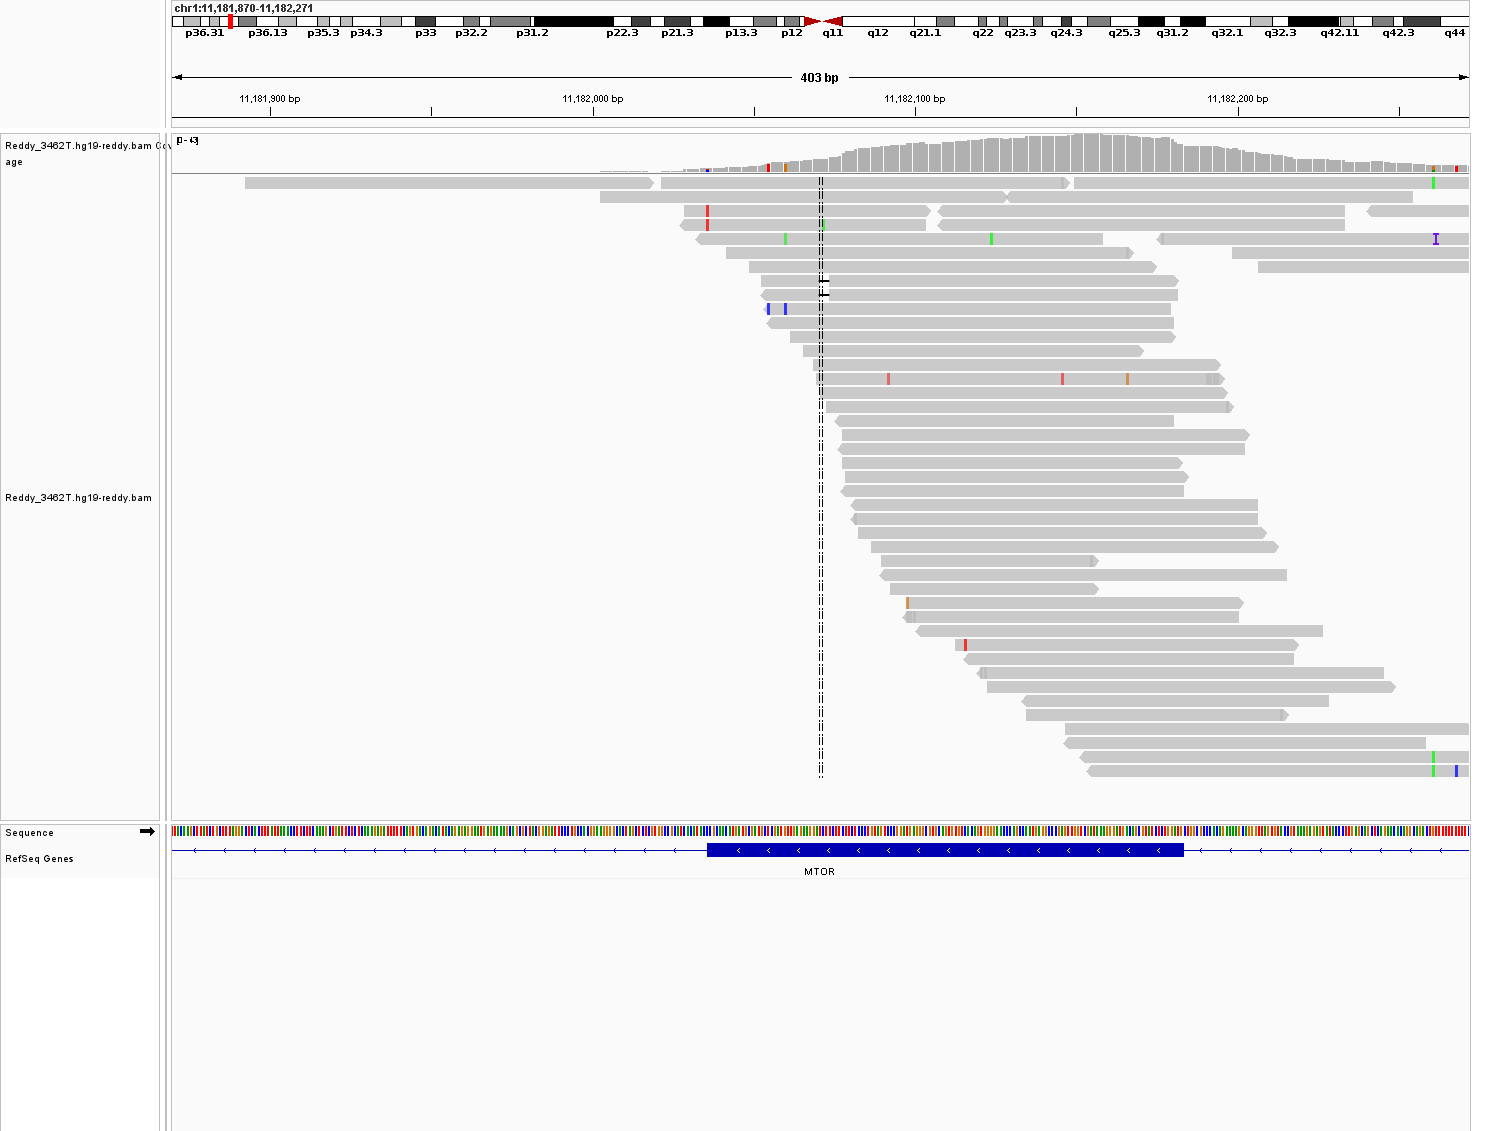 chr1:11,181,870-11,182,271
p36.31 p36.13 p35.3 p34.3 p33 p32.2 p31.2 p22.3 p21.3 p13.3 p12 q11 q12 q21.1 q22 q23.3 q24.3 q25.3 q31.2 q32.1 q32.3 q42.11 q42.3 q44
403 bp
11,181,900 bp 11,182,000 bp 11,182,100 bp 11,182,200 bp
[0 - 43]
Reddy_3462T.hg19-reddy.bam Cov
age
Reddy_3462T.hg19-reddy.bam
Sequence
RefSeq Genes
MTOR